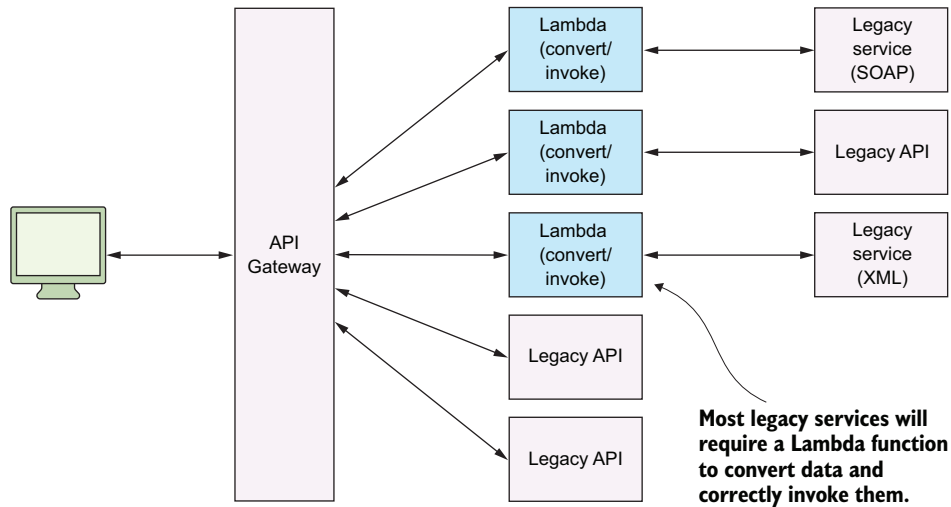 Lambda
(convert/
invoke)
Legacy
service
(SOAP)
Lambda
(convert/
invoke)
Legacy API
API
Gateway
Lambda
(convert/
invoke)
Legacy
service
(XML)
Legacy API
Legacy API
Most legacy services will
require a Lambda function
to convert data and
correctly invoke them.